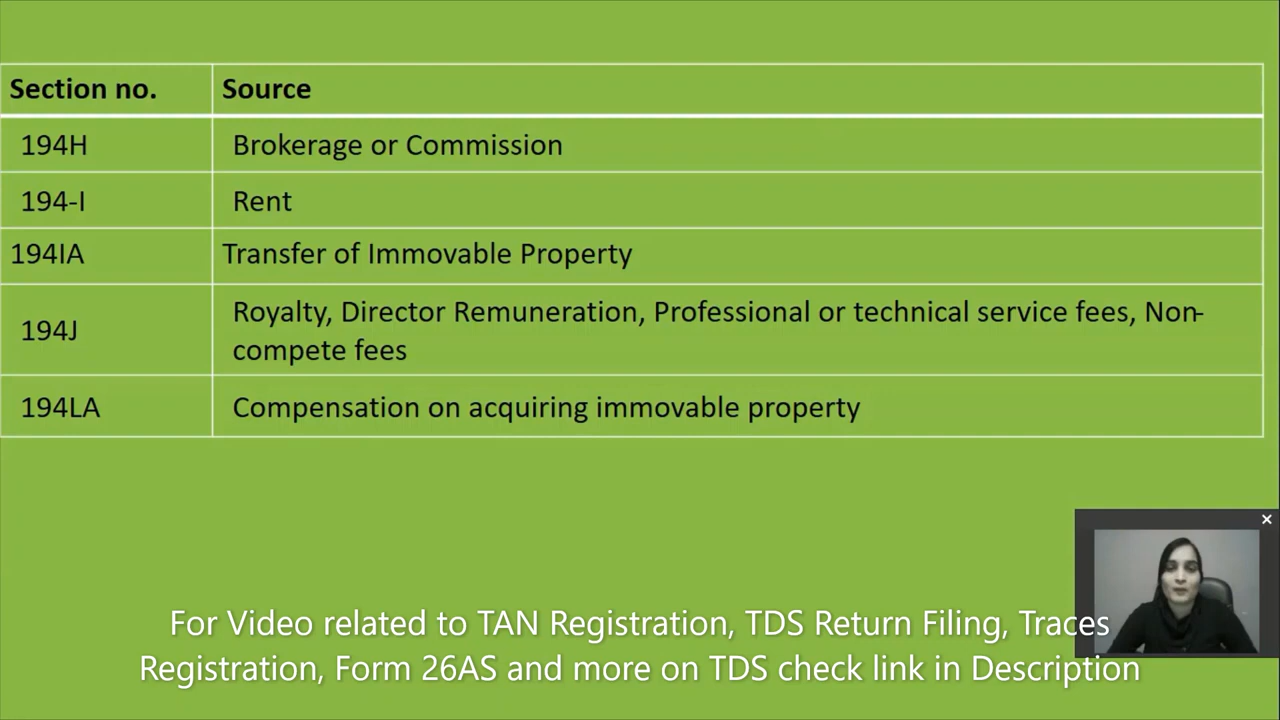 Section no. Source
194H Brokerage or Commission
194-I Rent
194IA Transfer of Immovable Property
194J Royalty, Director Remuneration, Professional or technical service fees, Non-
compete fees
194LA Compensation on acquiring immovable property
For Video related to TAN Registration, TDS Return Filing, Traces
Registration, Form 26AS and more on TDS check link in Description